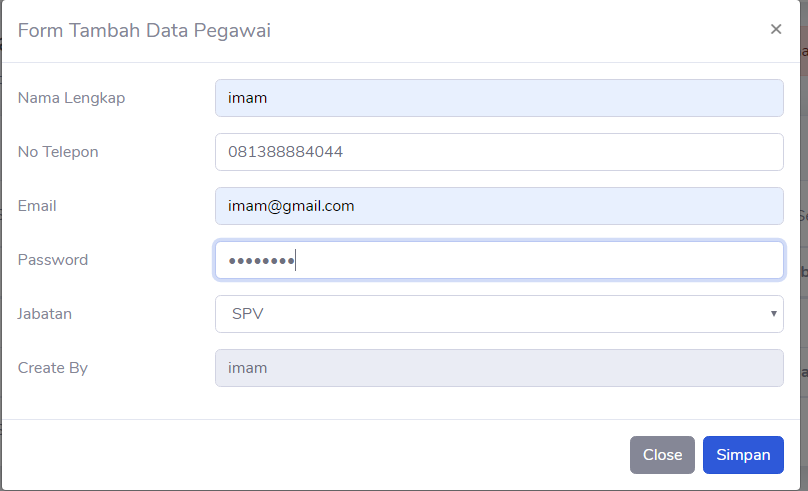 Form Tambah Data Pegawai ×
Nama Lengkap imam
No Telepon 081388884044
Email imam@gmail.com
Password ••••••••
Jabatan SPV
Create By imam
Close Simpan